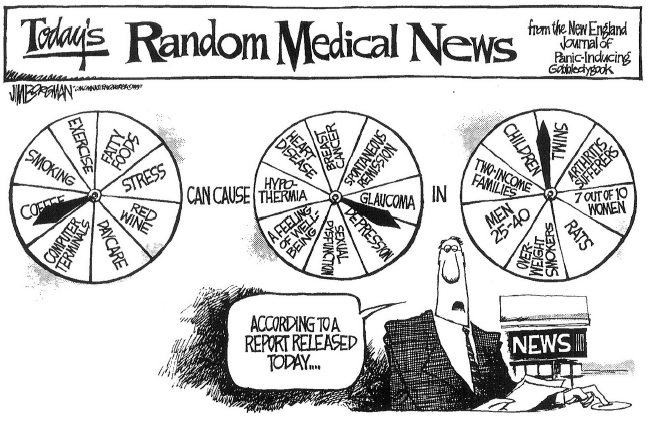 Today's Random Medical News
from the New England
Journal of
Panic-Inducing
Gobbledygook
JIM BORGMAN
EXERCISE
FATTY
FOODS
STRESS
RED
WINE
DAYCARE
COMPUTER
TERMINALS
COFFEE
SMOKING
CAN CAUSE
HEART
DISEASE
BREAST
CANCER
SPONTANEOUS
REMISSION
GLAUCOMA
DEPRESSION
A FEELING
OF WELL-
BEING
HYPO-
THERMIA
IN
CHILDREN
TWINS
ARTHRITIS
SUFFERERS
7 OUT OF 10
WOMEN
RATS
OVER-
WEIGHT
SMOKERS
MEN
25-40
TWO-INCOME
FAMILIES
ACCORDING TO A
REPORT RELEASED
TODAY....
NEWS